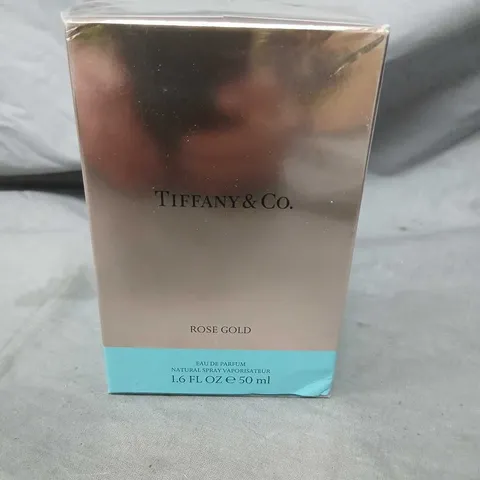 TIFFANY & CO.
ROSE GOLD
EAU DE PARFUM
NATURAL SPRAY VAPORISATEUR
1.6 FL OZ ℮ 50 ml